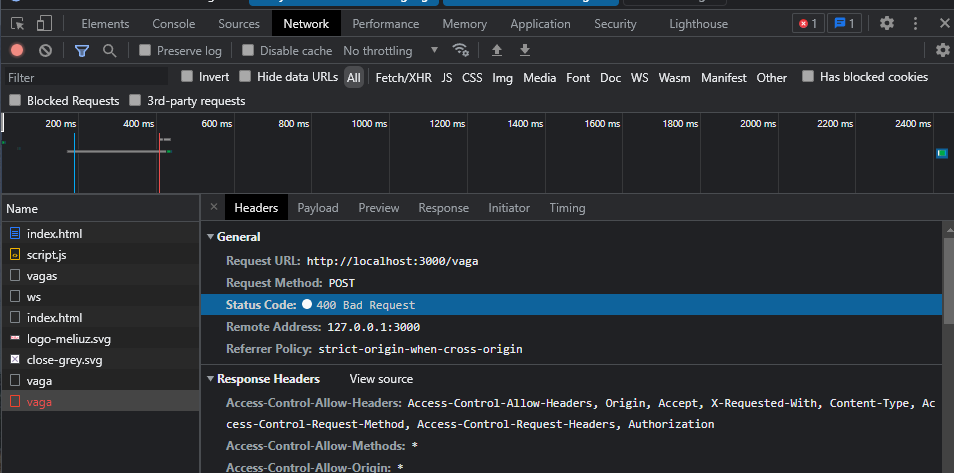 Elements Console Sources Network Performance Memory Application Security Lighthouse 1 1
Preserve log Disable cache No throttling
Filter Invert Hide data URLs All Fetch/XHR JS CSS Img Media Font Doc WS Wasm Manifest Other Has blocked cookies
Blocked Requests 3rd-party requests
200 ms 400 ms 600 ms 800 ms 1000 ms 1200 ms 1400 ms 1600 ms 1800 ms 2000 ms 2200 ms 2400 ms
Name
index.html
script.js
vagas
ws
index.html
logo-meliuz.svg
close-grey.svg
vaga
vaga
Headers Payload Preview Response Initiator Timing
General
Request URL: http://localhost:3000/vaga
Request Method: POST
Status Code: 400 Bad Request
Remote Address: 127.0.0.1:3000
Referrer Policy: strict-origin-when-cross-origin
Response Headers View source
Access-Control-Allow-Headers: Access-Control-Allow-Headers, Origin, Accept, X-Requested-With, Content-Type, Ac
cess-Control-Request-Method, Access-Control-Request-Headers, Authorization
Access-Control-Allow-Methods: *
Access-Control-Allow-Origin: *